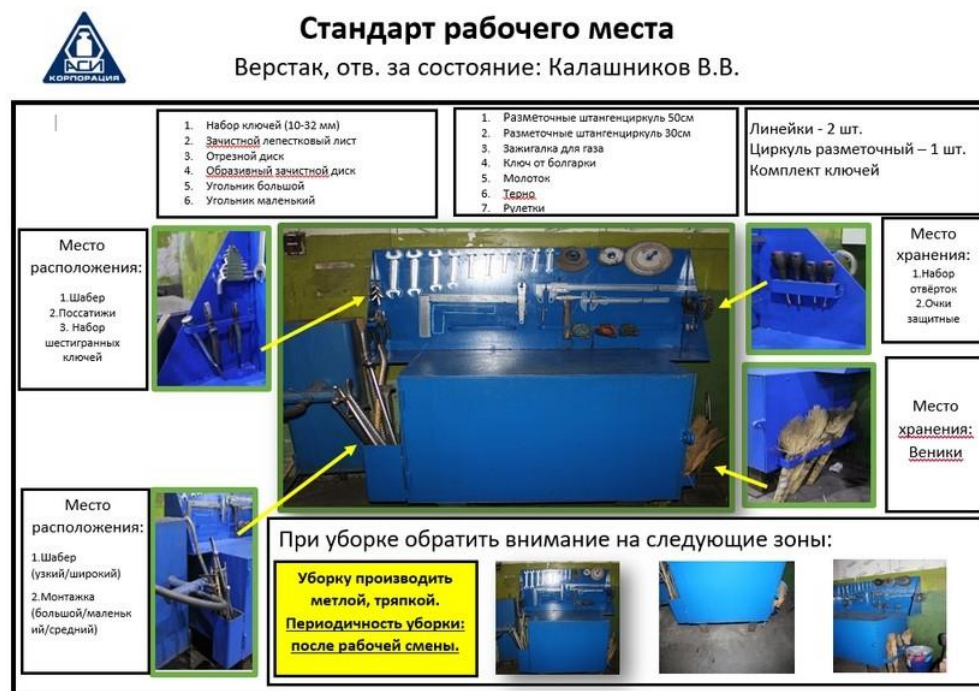 АСИ
КОРПОРАЦИЯ
Стандарт рабочего места
Верстак, отв. за состояние: Калашников В.В.
1. Набор ключей (10-32 мм)
2. Зачистной лепестковый лист
3. Отрезной диск
4. Образивный зачистной диск
5. Угольник большой
6. Угольник маленький
1. Разметочные штангенциркуль 50см
2. Разметочные штангенциркуль 30см
3. Зажигалка для газа
4. Ключ от болгарки
5. Молоток
6. Терно
7. Рулетки
Линейки - 2 шт.
Циркуль разметочный – 1 шт.
Комплект ключей
Место
расположения:
1.Шабер
2.Поссатижи
3. Набор
шестигранных
ключей
Место
хранения:
1.Набор
отвёрток
2.Очки
защитные
Место
хранения:
Веники
Место
расположения:
1.Шабер
(узкий/широкий)
2.Монтажка
(большой/маленьк
ий/средний)
При уборке обратить внимание на следующие зоны:
Уборку производить
метлой, тряпкой.
Периодичность уборки:
после рабочей смены.